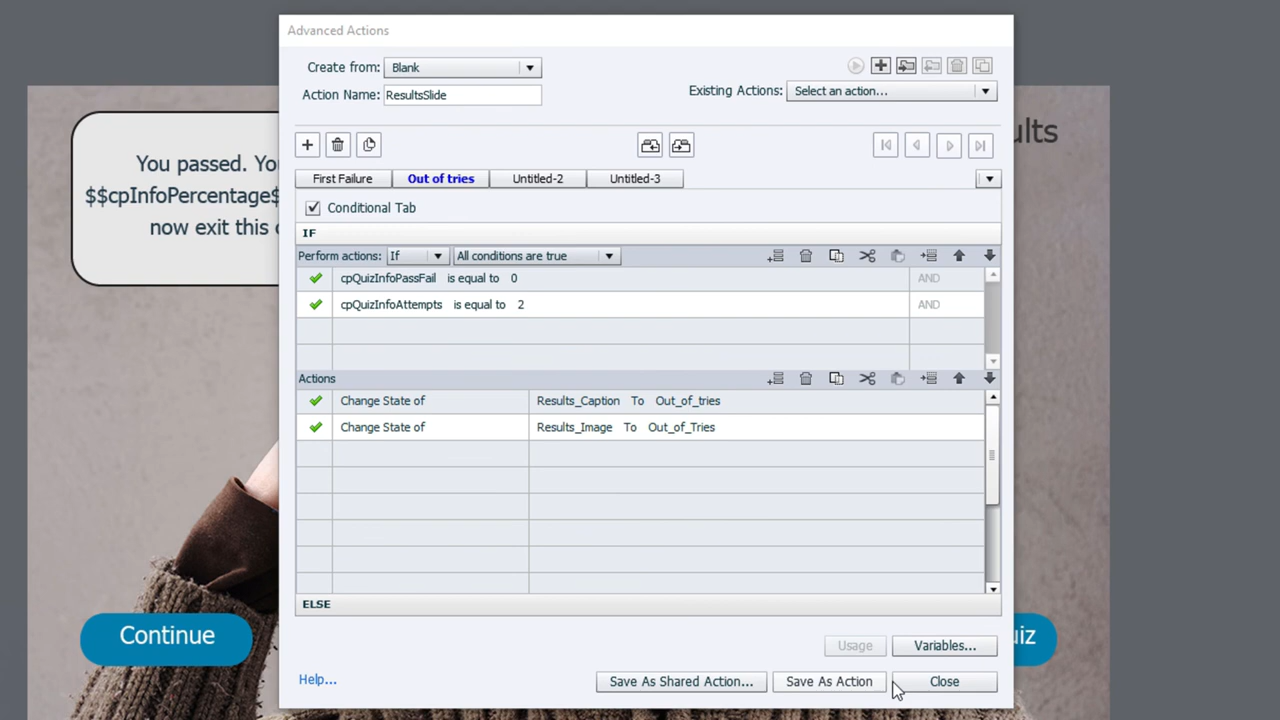 Advanced Actions
Create from: Blank
Action Name: ResultsSlide
Existing Actions: Select an action...
First Failure Out of tries Untitled-2 Untitled-3
Conditional Tab
IF
Perform actions: If All conditions are true
cpQuizInfoPassFail is equal to 0 AND
cpQuizInfoAttempts is equal to 2 AND
Actions
Change State of Results_Caption To Out_of_tries
Change State of Results_Image To Out_of_Tries
ELSE
Usage Variables...
Help... Save As Shared Action... Save As Action Close
You passed.
$$cpInfoPercentage$
now exit this
Continue